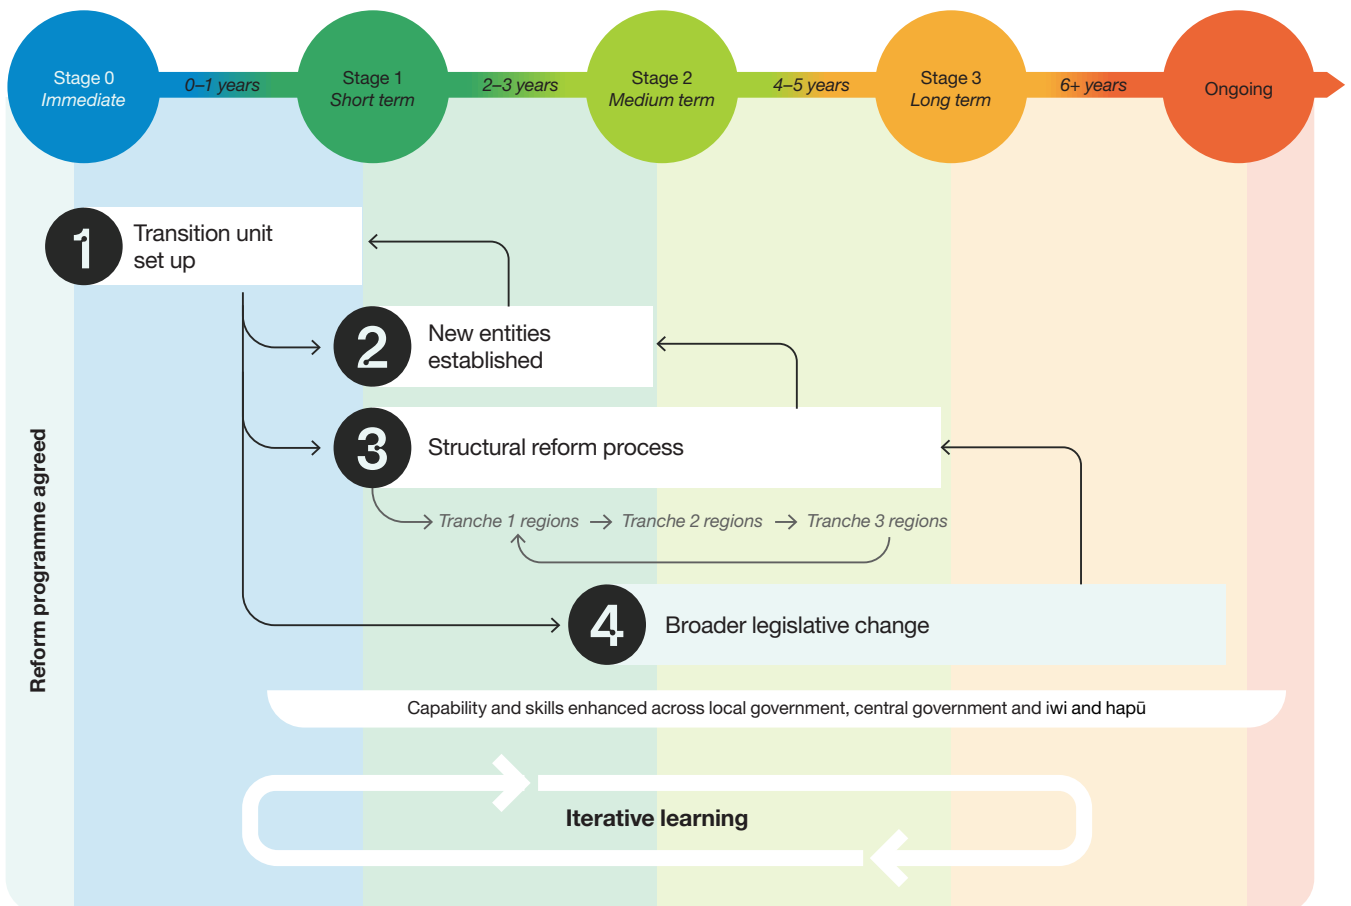 Stage 0
Immediate
0–1 years
Stage 1
Short term
2–3 years
Stage 2
Medium term
4–5 years
Stage 3
Long term
6+ years
Ongoing
Reform programme agreed
1
Transition unit
set up
2
New entities
established
3
Structural reform process
Tranche 1 regions
Tranche 2 regions
Tranche 3 regions
4
Broader legislative change
Capability and skills enhanced across local government, central government and iwi and hapū
Iterative learning